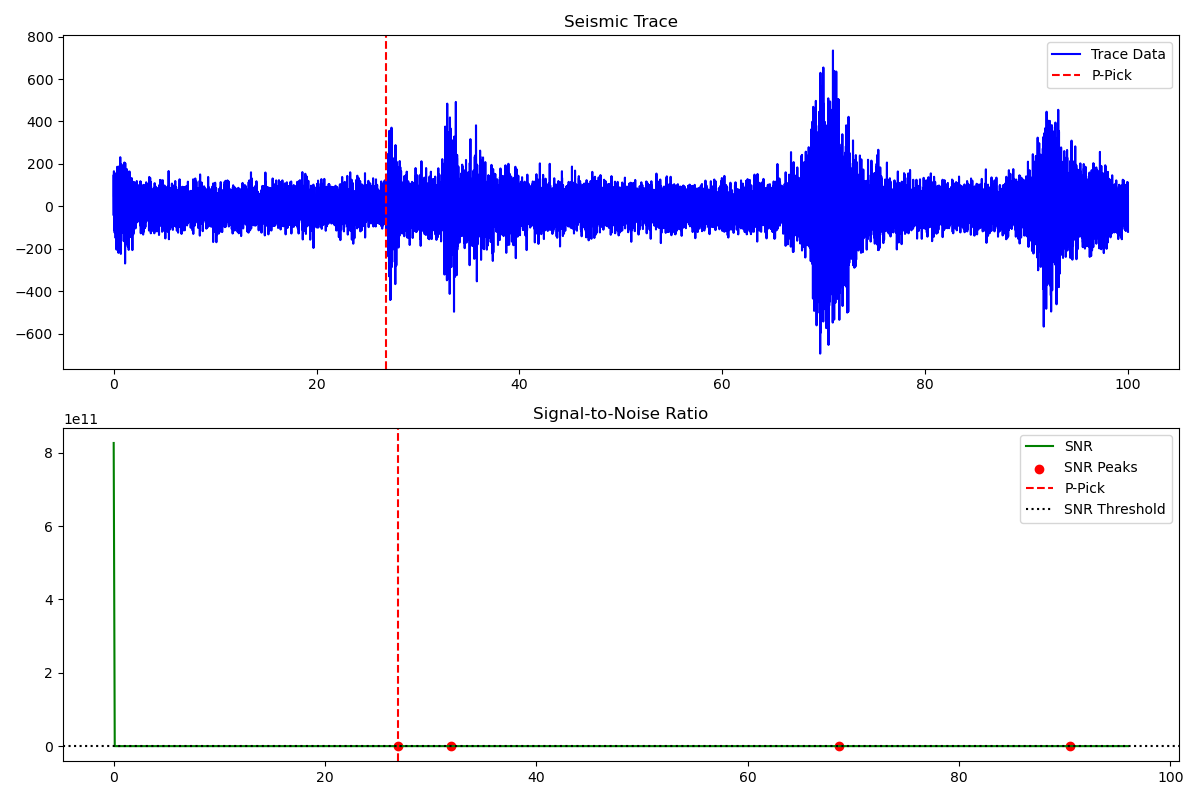 Seismic Trace
800
600
400
200
0
−200
−400
−600
Trace Data
P-Pick
0 20 40 60 80 100
Signal-to-Noise Ratio
1e11
8
6
4
2
0
SNR
SNR Peaks
P-Pick
SNR Threshold
0 20 40 60 80 100